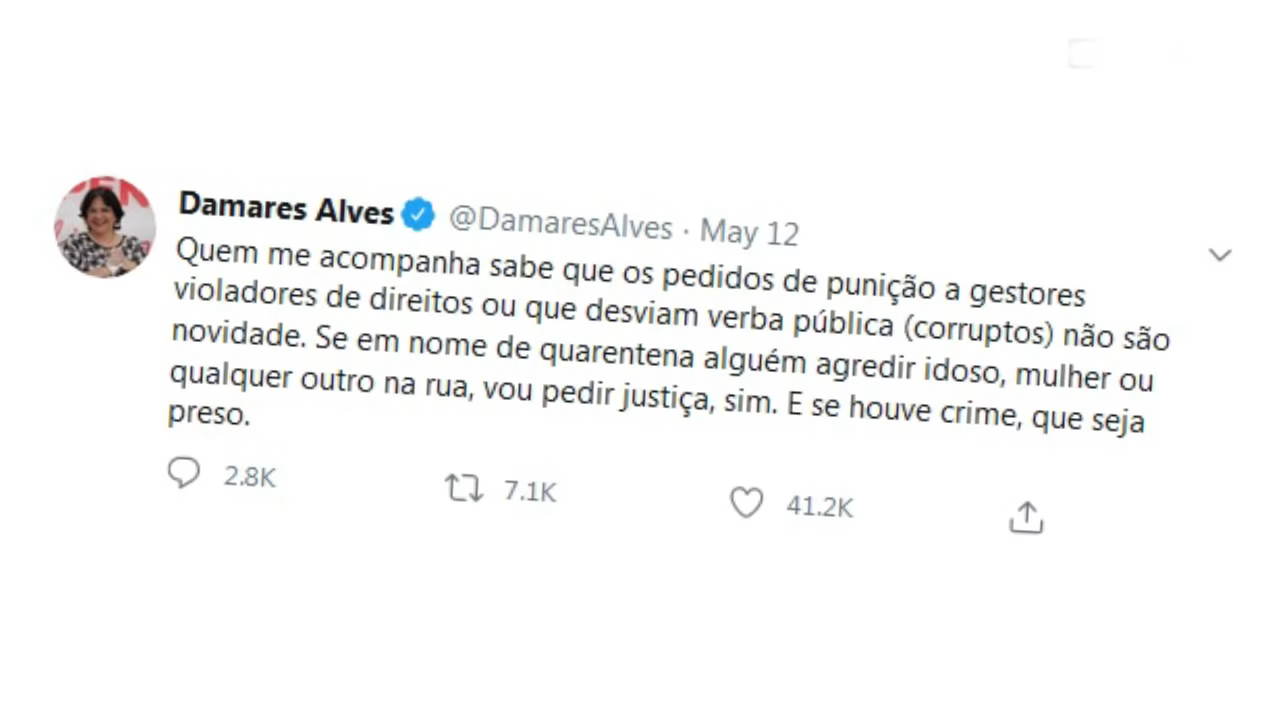 Damares Alves @DamaresAlves · May 12
Quem me acompanha sabe que os pedidos de punição a gestores
violadores de direitos ou que desviam verba pública (corruptos) não são
novidade. Se em nome de quarentena alguém agredir idoso, mulher ou
qualquer outro na rua, vou pedir justiça, sim. E se houve crime, que seja
preso.
2.8K 7.1K 41.2K